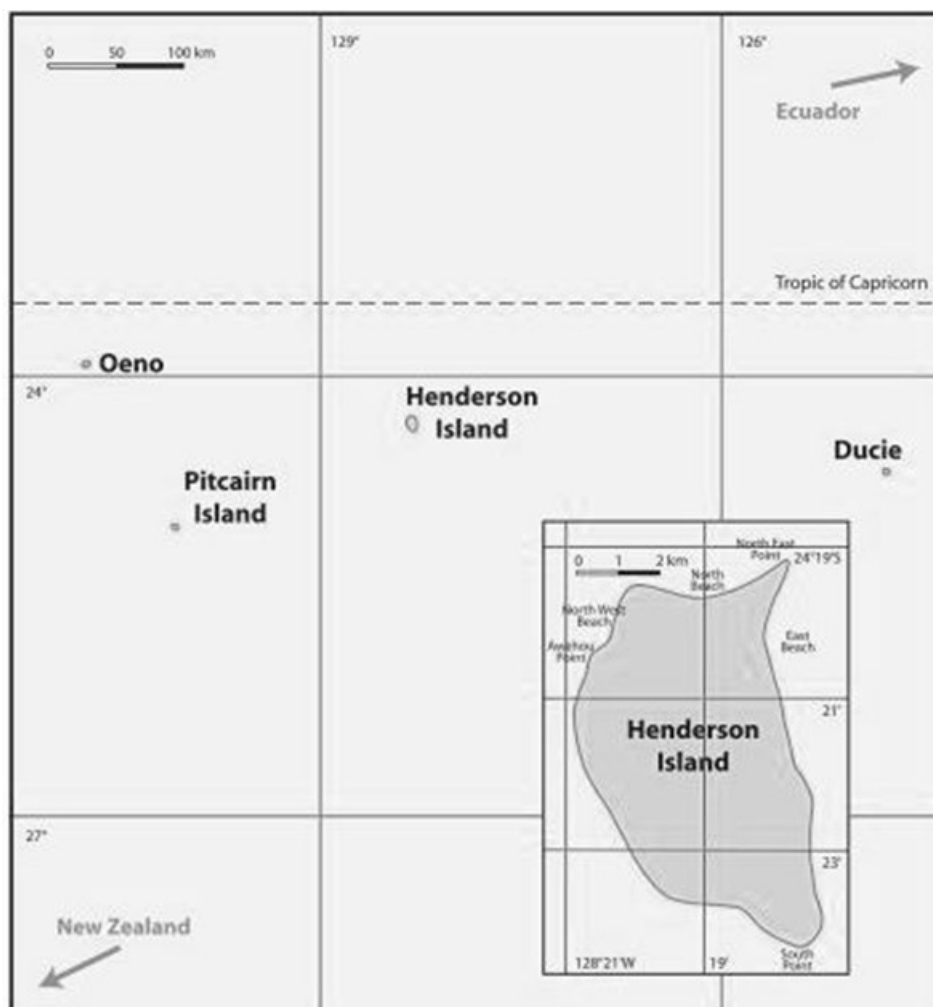 0 50 100 km
129°
126°
Ecuador
Tropic of Capricorn
Oeno
24°
Henderson
Island
Ducie
Pitcairn
Island
North East
Point
24°19'S
0 1 2 km
North
Beach
North West
Beach
East
Beach
Point
21'
Henderson
Island
27°
23'
New Zealand
128°21'W
19'
South
Point